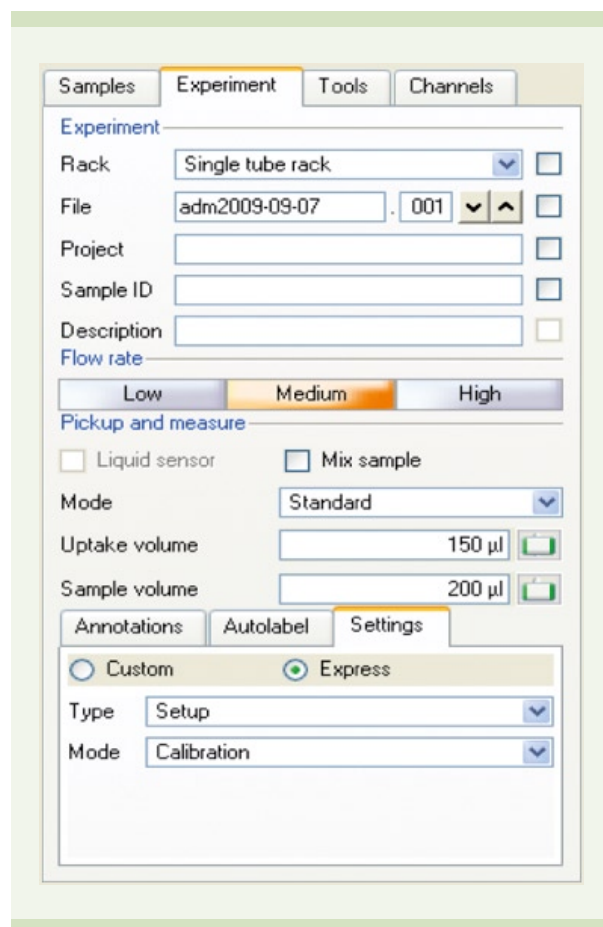 Samples Experiment Tools Channels
Experiment
Rack Single tube rack
File adm2009-09-07 . 001
Project
Sample ID
Description
Flow rate
Low Medium High
Pickup and measure
Liquid sensor Mix sample
Mode Standard
Uptake volume 150 µl
Sample volume 200 µl
Annotations Autolabel Settings
Custom Express
Type Setup
Mode Calibration